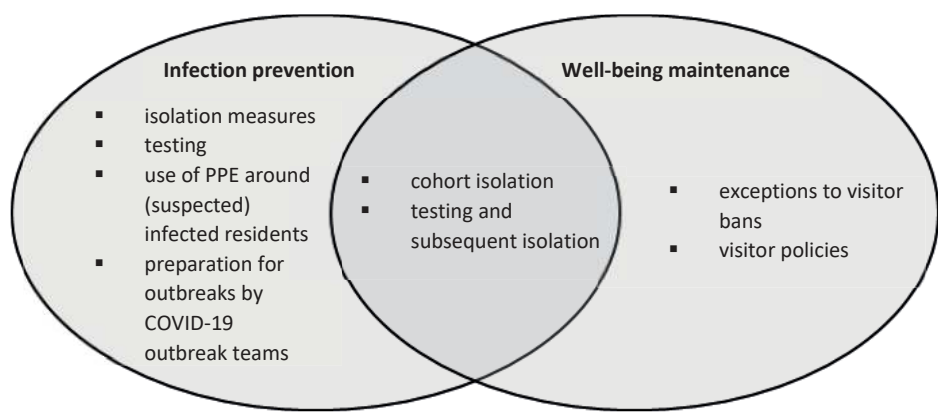 Infection prevention
▪ isolation measures
▪ testing
▪ use of PPE around
(suspected)
infected residents
▪ preparation for
outbreaks by
COVID-19
outbreak teams
▪ cohort isolation
▪ testing and
subsequent isolation
Well-being maintenance
▪ exceptions to visitor
bans
▪ visitor policies